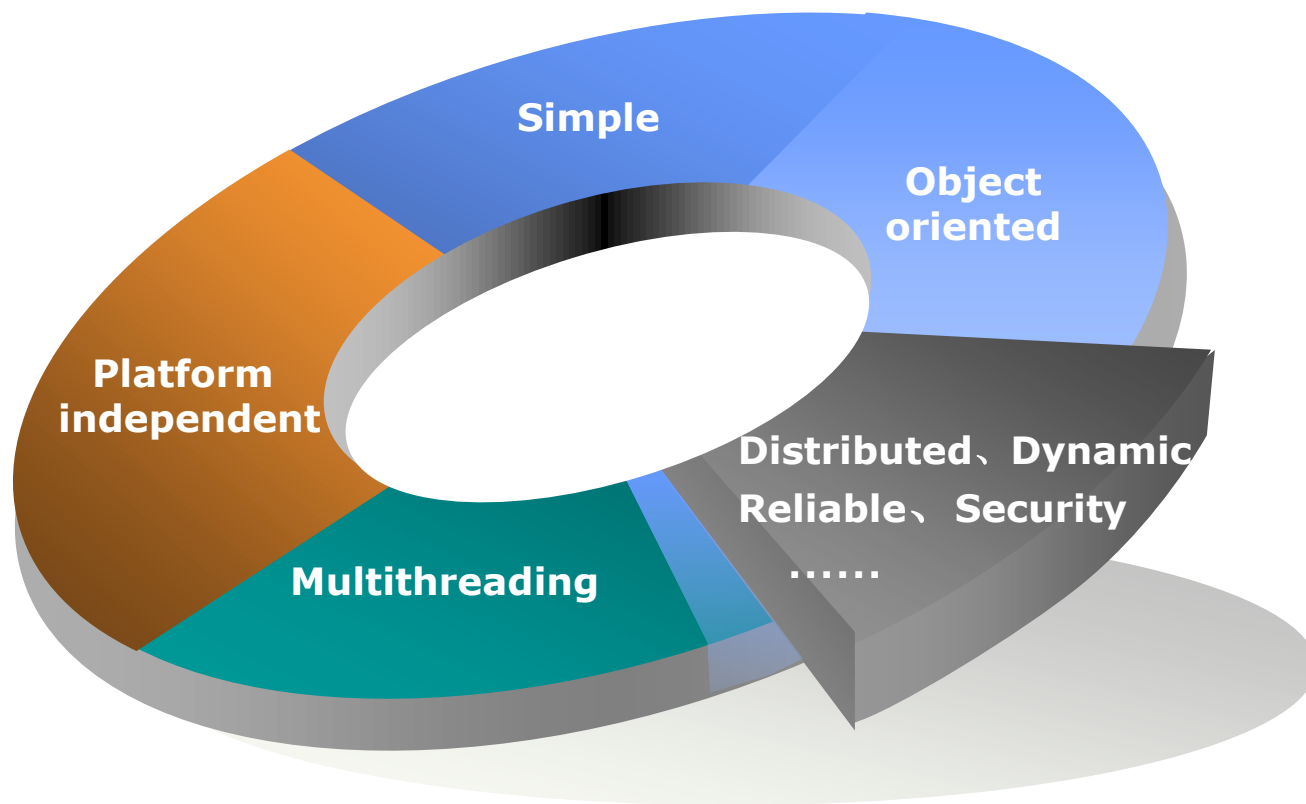 Simple
Object
oriented
Platform
independent
Distributed、Dynamic
Reliable、Security
......
Multithreading